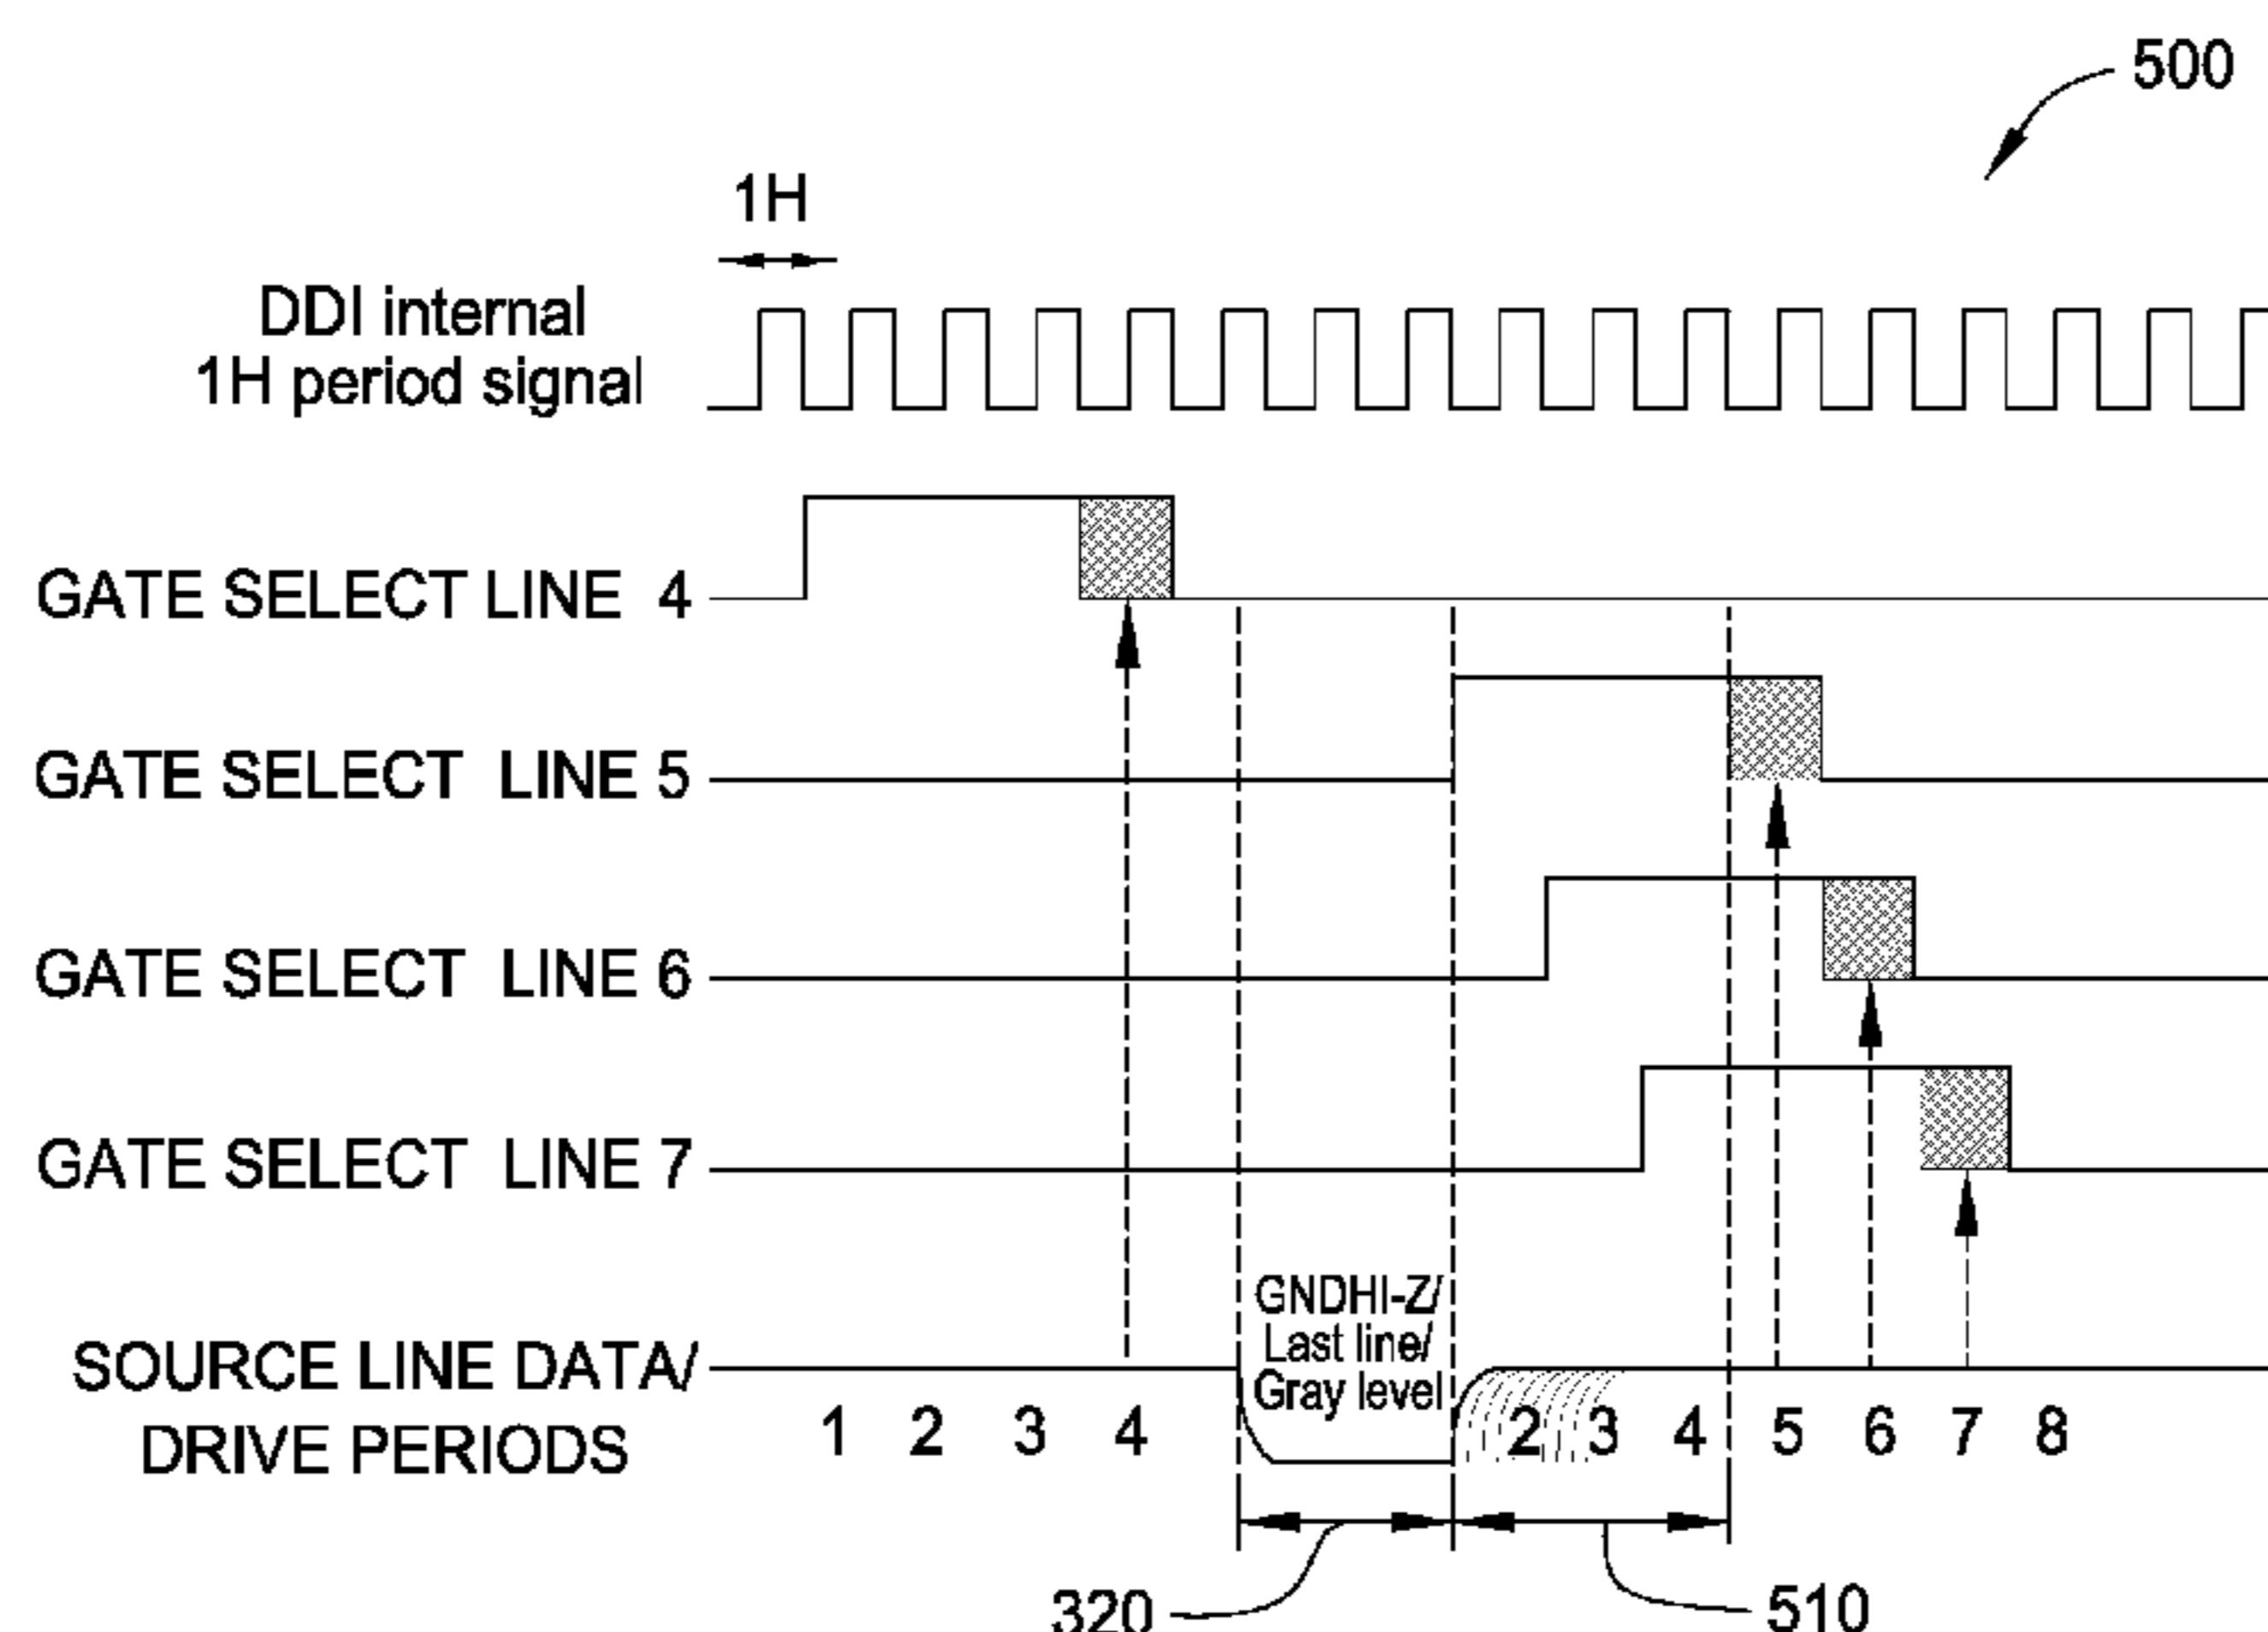 500
1H
DDI internal
1H period signal
GATE SELECT LINE 4
GATE SELECT LINE 5
GATE SELECT LINE 6
GATE SELECT LINE 7
GNDHI-Z/
Last line/
Gray level
SOURCE LINE DATA/
DRIVE PERIODS
1 2 3 4 2 3 4 5 6 7 8
320
510